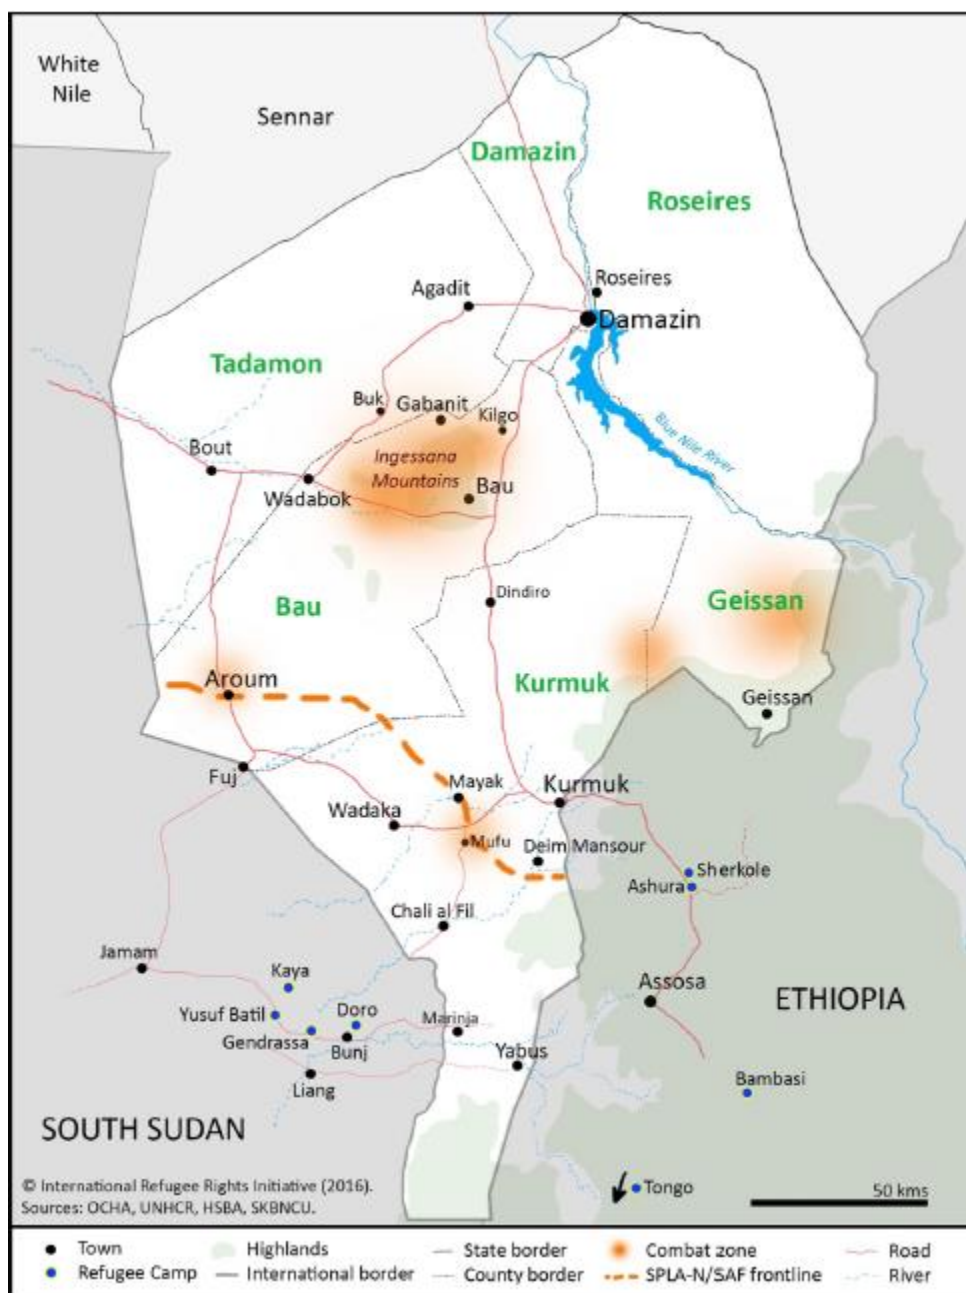 White
Nile
Sennar
Damazin
Roseires
Roseires
Agadit
Damazin
Tadamon
Buk
Gabanit
Kilgo
Blue Nile River
Bout
Ingessana
Mountains
Wadabok
Bau
Dindiro
Bau
Geissan
Aroum
Kurmuk
Geissan
Fuj
Mayak
Kurmuk
Wadaka
Mufu
Deim Mansour
Sherkole
Ashura
Chali al Fil
Jamam
Kaya
Assosa
ETHIOPIA
Yusuf Batil
Doro
Marinja
Gendrassa
Bunj
Yabus
Liang
Bambasi
SOUTH SUDAN
© International Refugee Rights Initiative (2016).
Tongo
50 kms
Sources: OCHA, UNHCR, HSBA, SKBNCU.
Town
Highlands
State border
Combat zone
Road
Refugee Camp
International border
County border
SPLA-N/SAF frontline
River